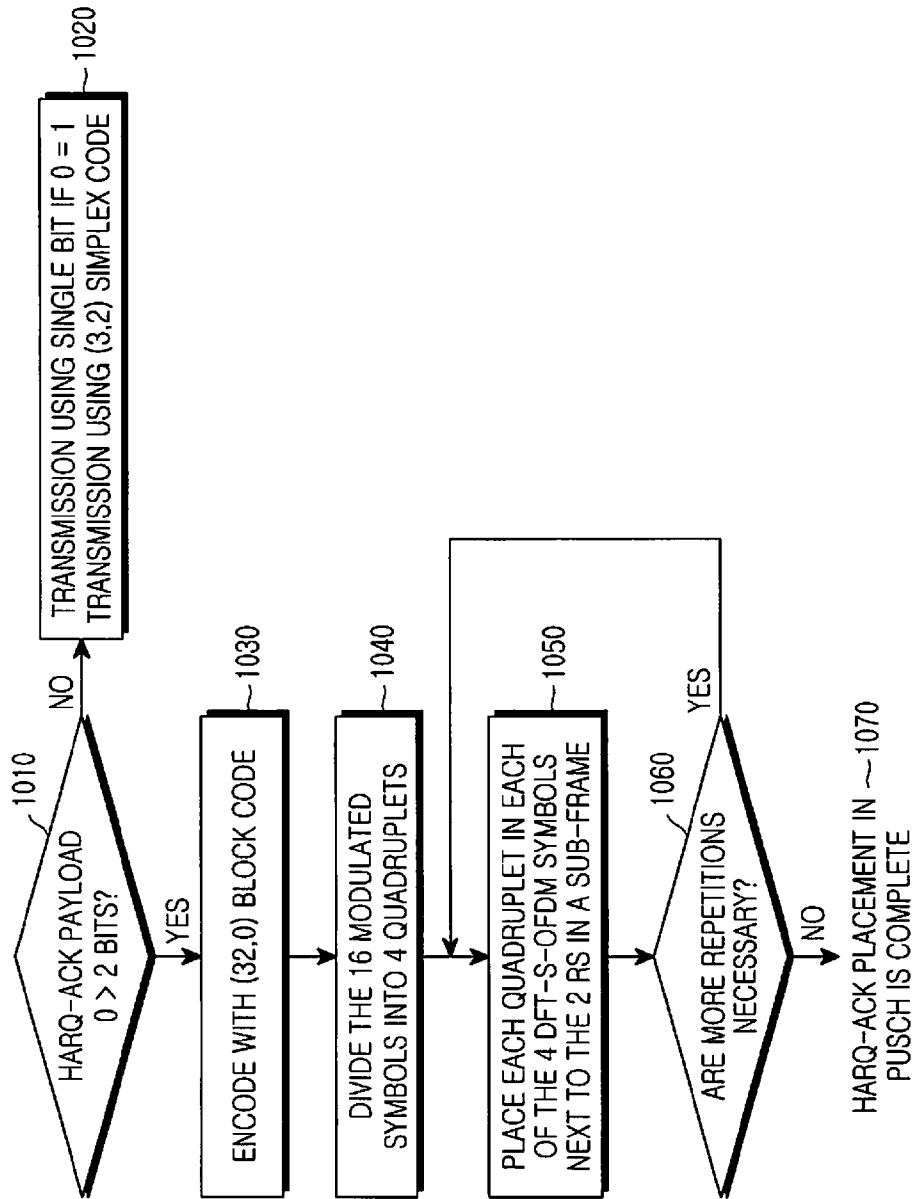 1010
HARQ-ACK PAYLOAD
0 > 2 BITS?
NO
TRANSMISSION USING SINGLE BIT IF 0 = 1
TRANSMISSION USING (3,2) SIMPLEX CODE
1020
YES
1030
ENCODE WITH (32,0) BLOCK CODE
1040
DIVIDE THE 16 MODULATED
SYMBOLS INTO 4 QUADRUPLETS
1050
PLACE EACH QUADRUPLET IN EACH
OF THE 4 DFT-S-OFDM SYMBOLS
NEXT TO THE 2 RS IN A SUB-FRAME
1060
ARE MORE REPETITIONS
NECESSARY?
YES
NO
HARQ-ACK PLACEMENT IN ~1070
PUSCH IS COMPLETE